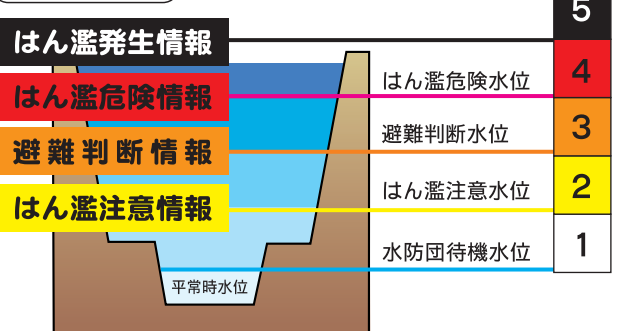 5
はん濫発生情報
はん濫危険水位
4
はん濫危険情報
避難判断水位
3
避難判断情報
はん濫注意水位
2
はん濫注意情報
水防団待機水位
1
平常時水位